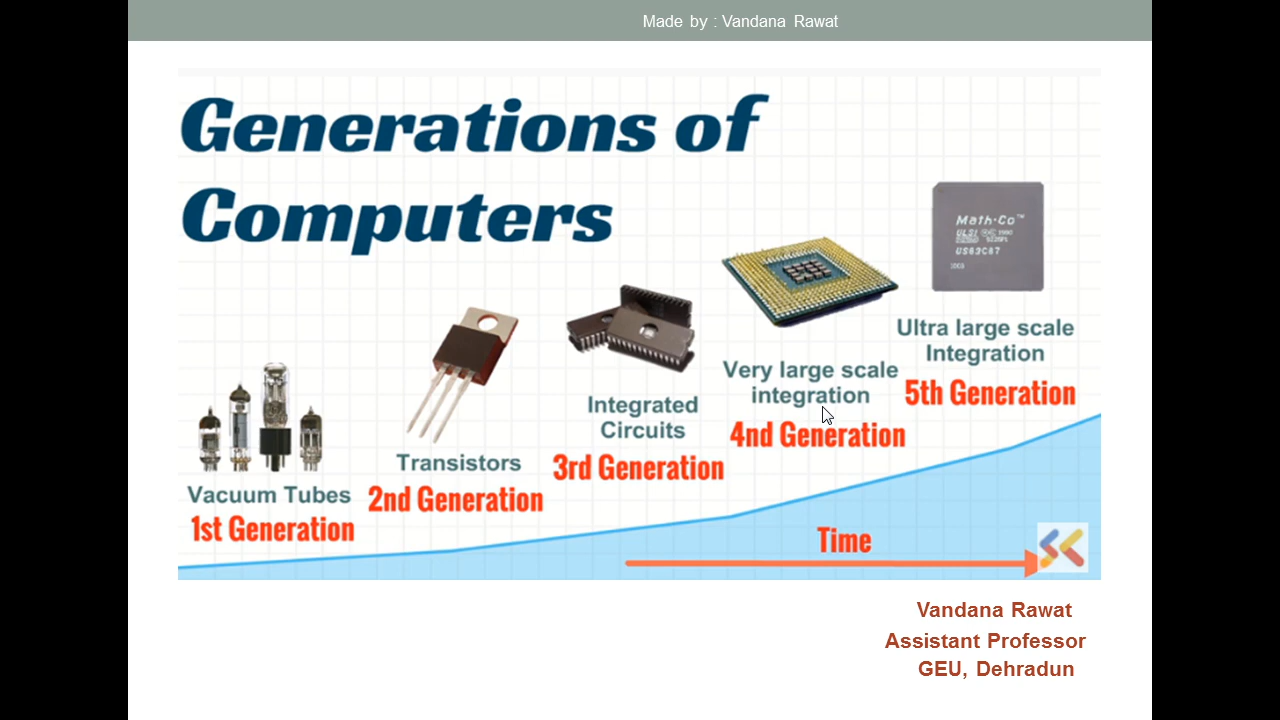 Made by : Vandana Rawat
Generations of
Computers
Math·Co™
US83C87
Ultra large scale
Integration
5th Generation
Very large scale
integration
4nd Generation
Integrated
Circuits
3rd Generation
Transistors
2nd Generation
Vacuum Tubes
1st Generation
Time
Vandana Rawat
Assistant Professor
GEU, Dehradun